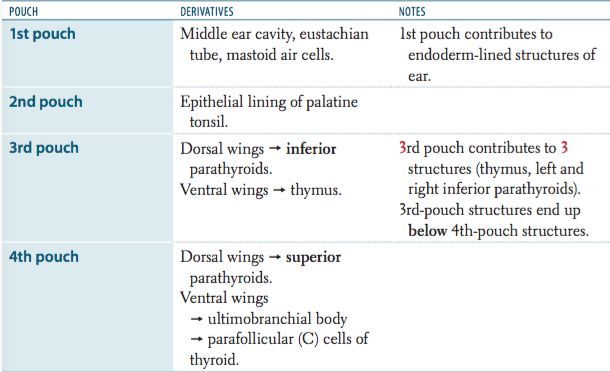 POUCH DERIVATIVES NOTES
1st pouch Middle ear cavity, eustachian 1st pouch contributes to
tube, mastoid air cells. endoderm-lined structures of
ear.
2nd pouch Epithelial lining of palatine
tonsil.
3rd pouch Dorsal wings → inferior 3rd pouch contributes to 3
parathyroids. structures (thymus, left and
Ventral wings → thymus. right inferior parathyroids).
3rd-pouch structures end up
below 4th-pouch structures.
4th pouch Dorsal wings → superior
parathyroids.
Ventral wings
→ ultimobranchial body
→ parafollicular (C) cells of
thyroid.